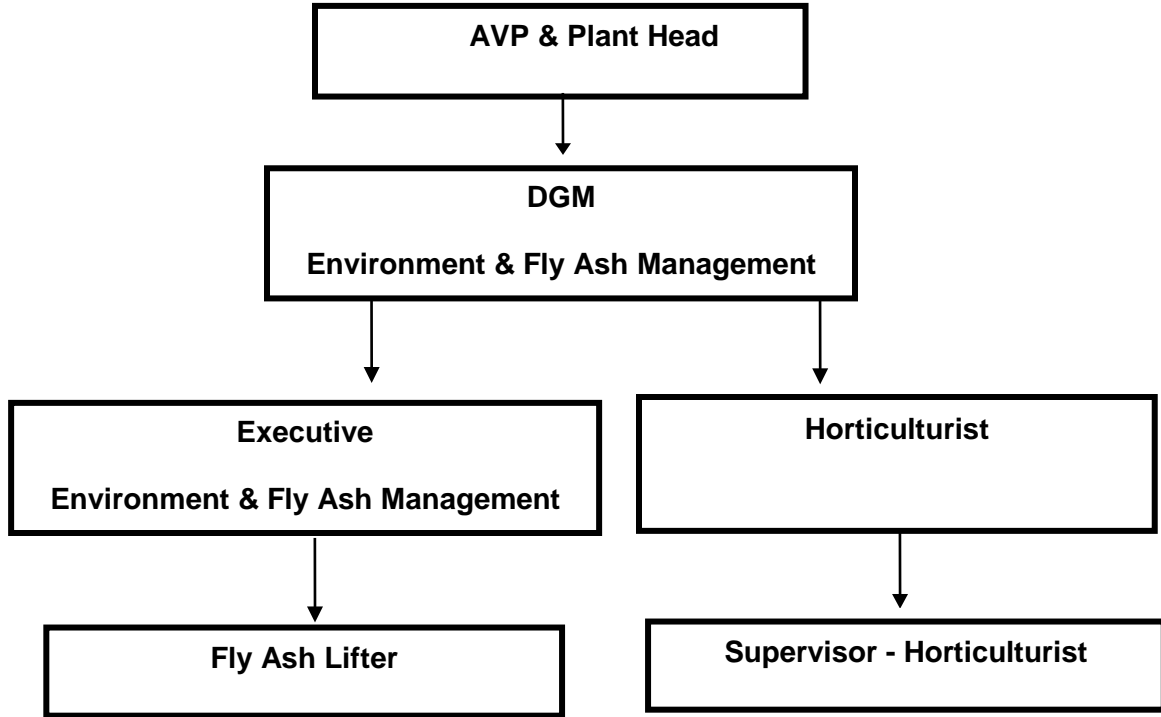 AVP & Plant Head
DGM
Environment & Fly Ash Management
Executive
Environment & Fly Ash Management
Horticulturist
Fly Ash Lifter
Supervisor - Horticulturist